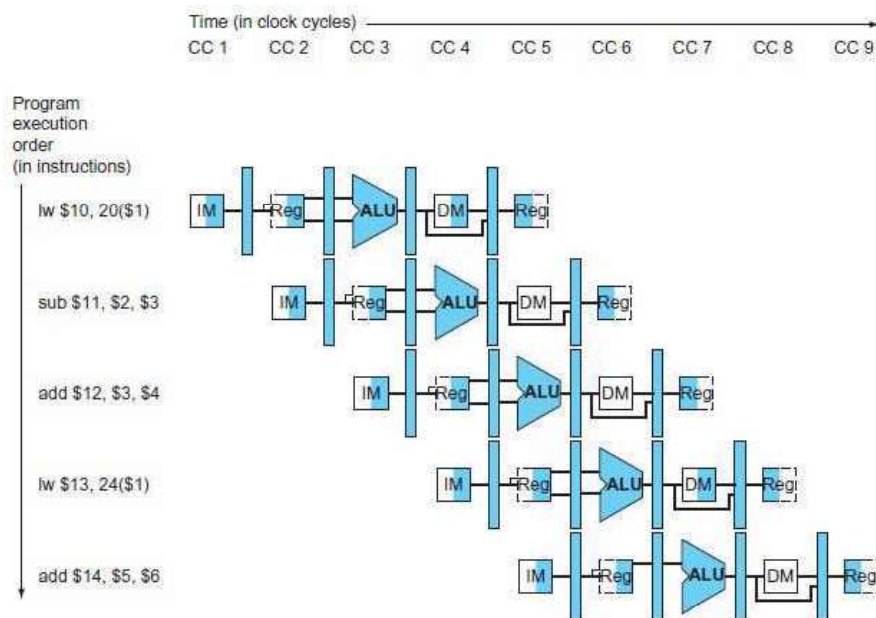 Time (in clock cycles)
CC 1 CC 2 CC 3 CC 4 CC 5 CC 6 CC 7 CC 8 CC 9
Program
execution
order
(in instructions)
lw $10, 20($1)
IM Reg ALU DM Reg
sub $11, $2, $3
IM Reg ALU DM Reg
add $12, $3, $4
IM Reg ALU DM Reg
lw $13, 24($1)
IM Reg ALU DM Reg
add $14, $5, $6
IM Reg ALU DM Reg